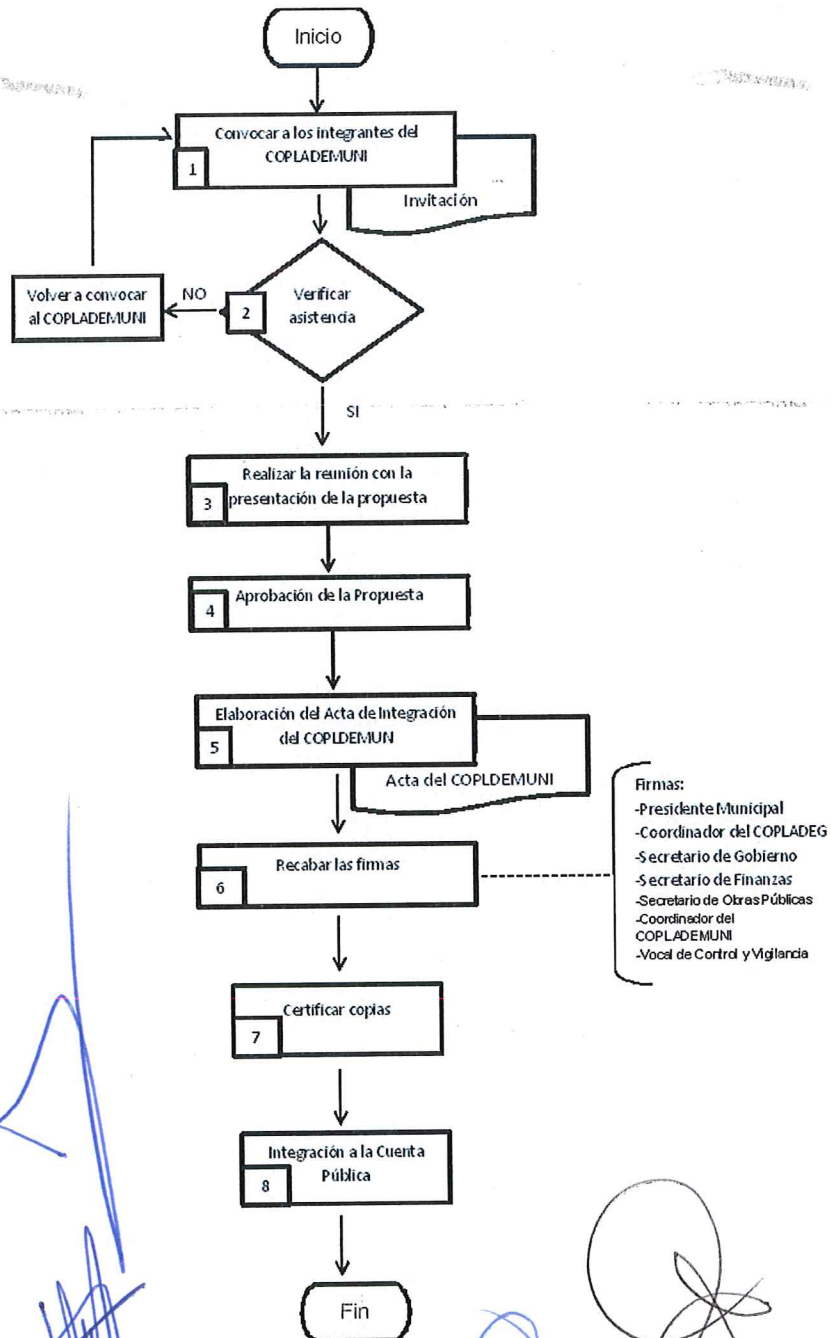 Inicio
Convocar a los integrantes del
COPLADEMUNI
1
Invitación
Volver a convocar
al COPLADEMUNI
NO
2
Verificar
asistencia
SI
Realizar la reunión con la
presentación de la propuesta
3
Aprobación de la Propuesta
4
Elaboración del Acta de Integración
del COPLDEMUN
5
Acta del COPLDEMUNI
Recabar las firmas
6
Firmas:
-Presidente Municipal
-Coordinador del COPLADEG
-Secretario de Gobierno
-Secretario de Finanzas
-Secretario de Obras Públicas
-Coordinador del
COPLADEMUNI
-Vocal de Control y Vigilancia
Certificar copias
7
Integración a la Cuenta
Pública
8
Fin